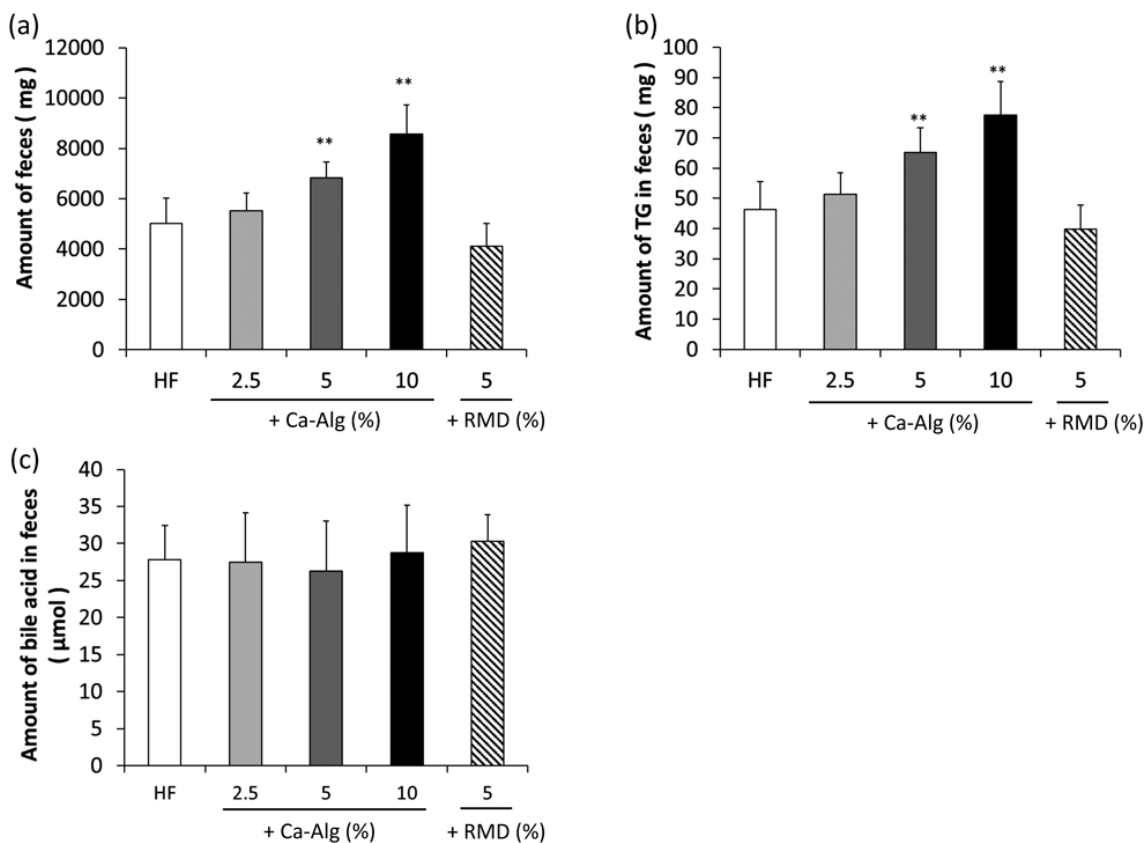 (a)
Amount of feces ( mg )
12000
10000
8000
6000
4000
2000
0
**
**
HF 2.5 5 10 5
+ Ca-Alg (%) + RMD (%)
(b)
Amount of TG in feces ( mg )
100
90
80
70
60
50
40
30
20
10
0
**
**
HF 2.5 5 10 5
+ Ca-Alg (%) + RMD (%)
(c)
Amount of bile acid in feces
( µmol )
40
35
30
25
20
15
10
5
0
HF 2.5 5 10 5
+ Ca-Alg (%) + RMD (%)